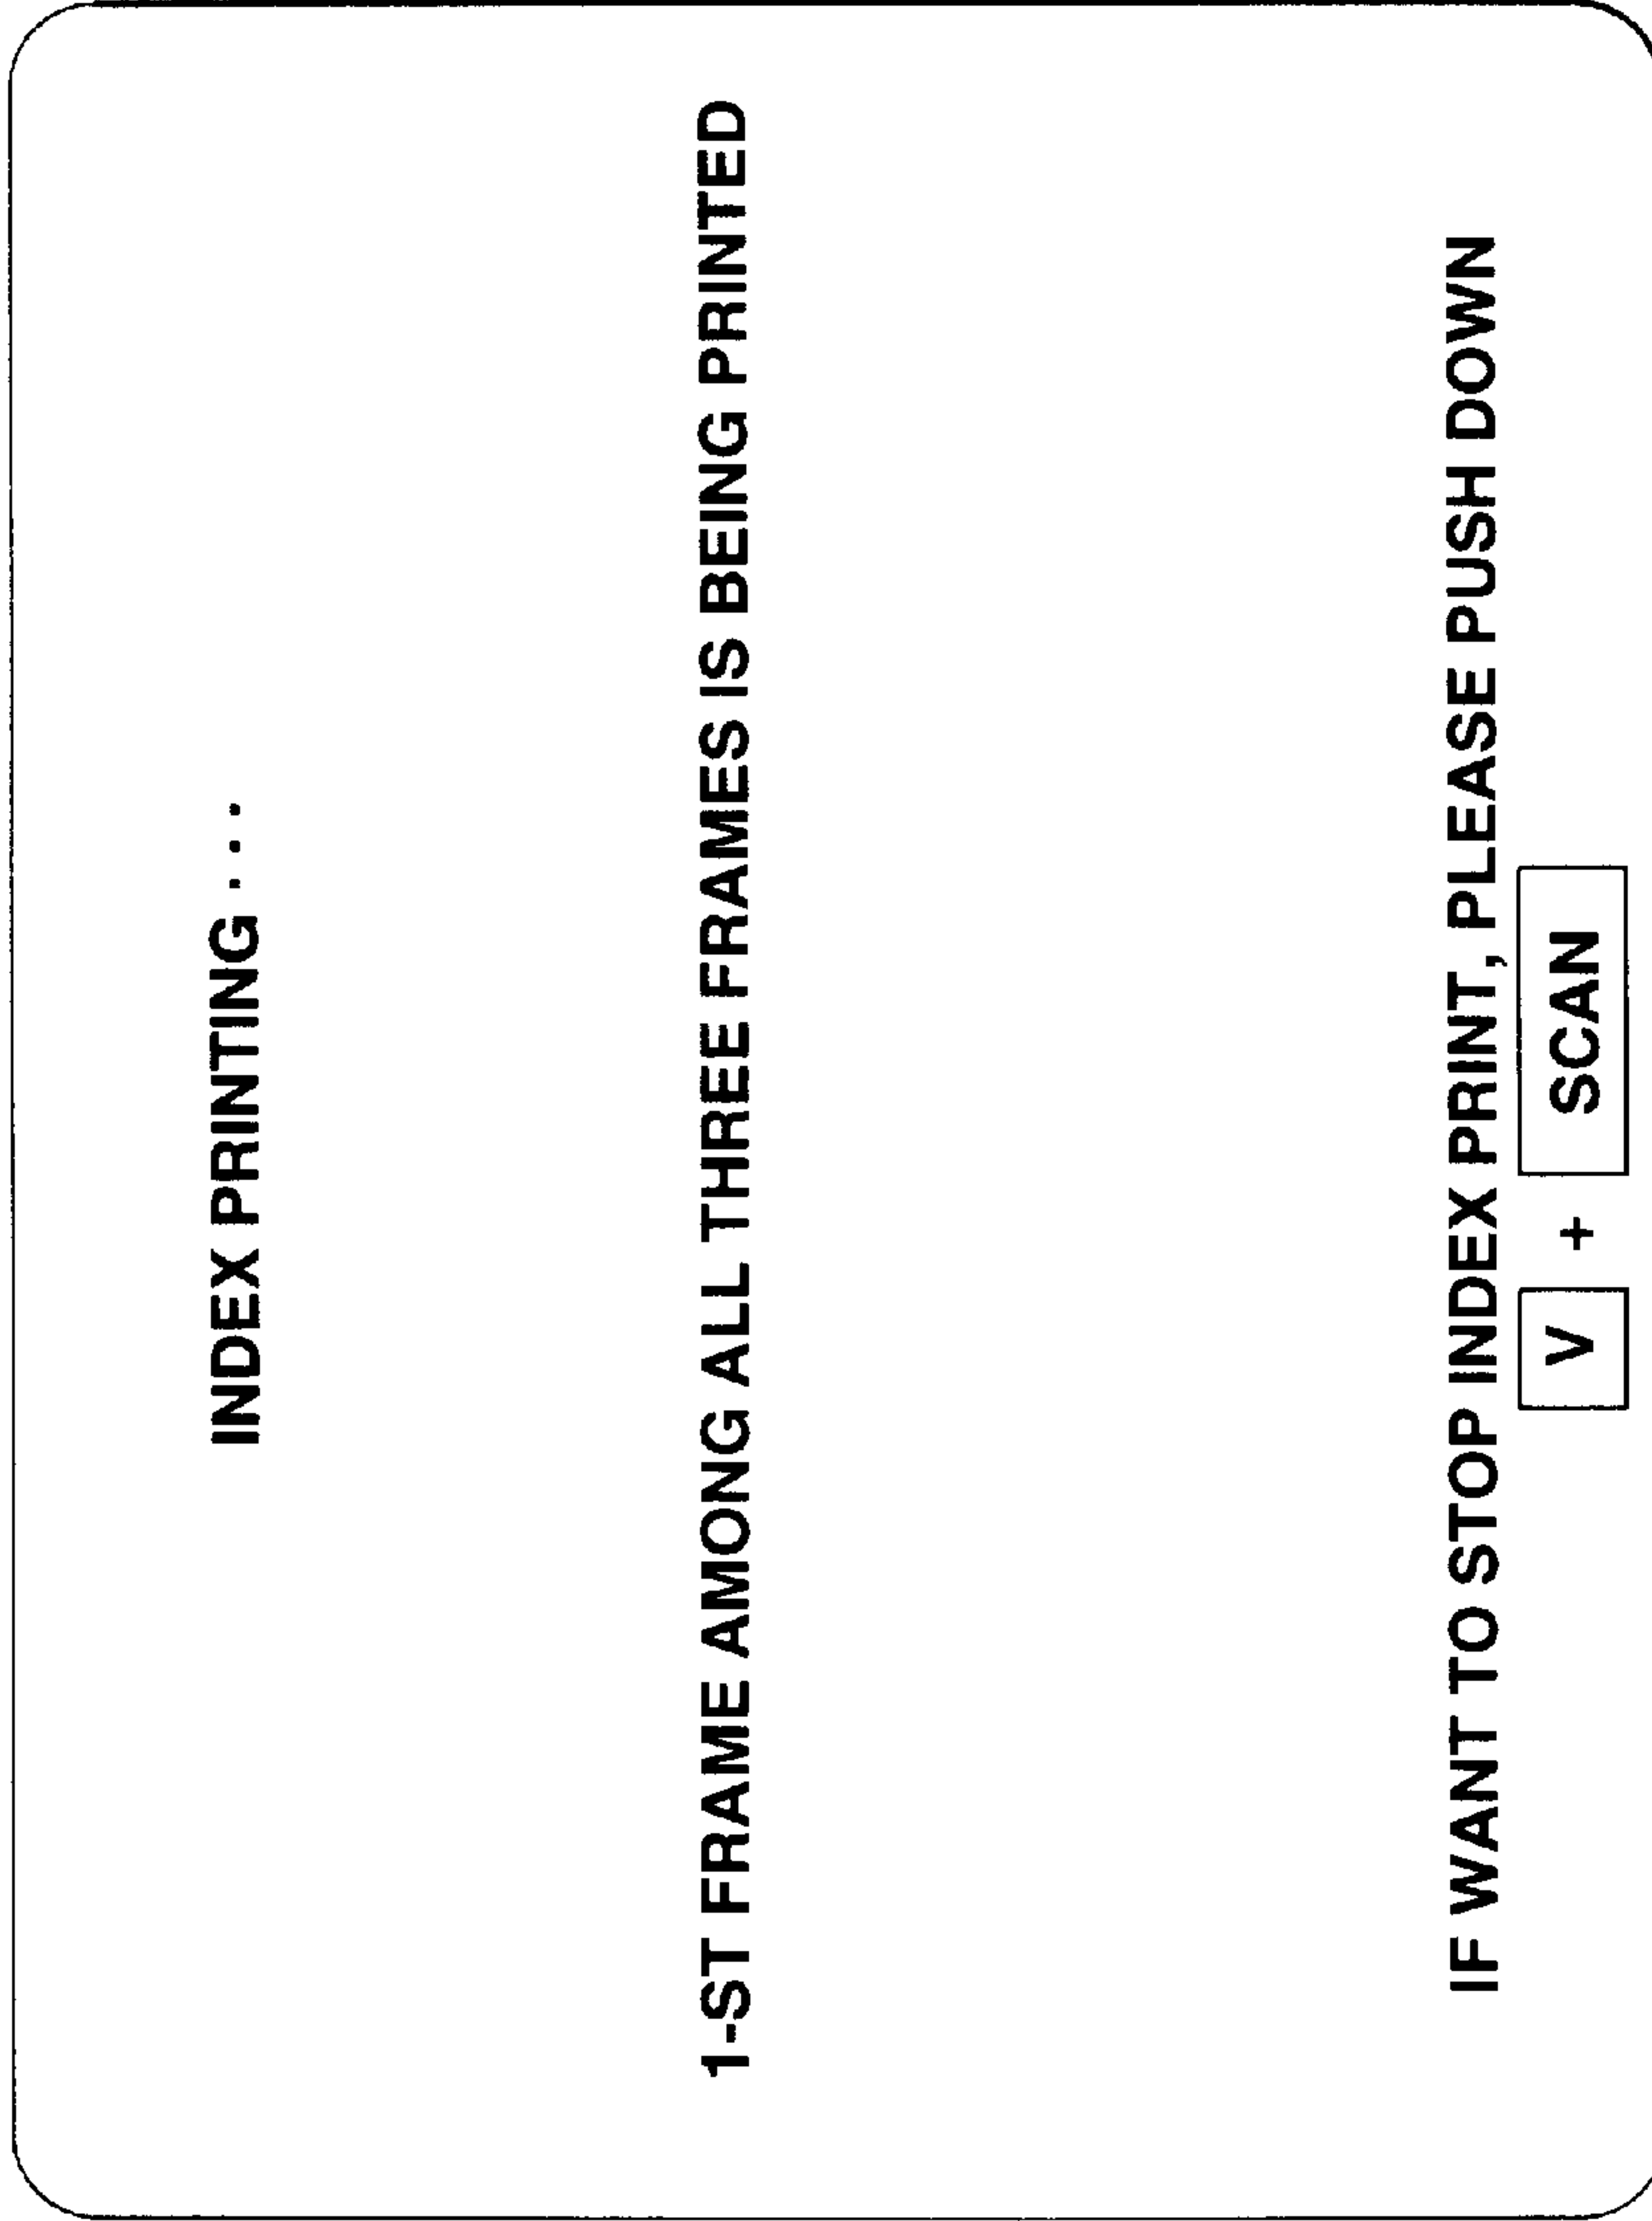 INDEX PRINTING . . .
1-ST FRAME AMONG ALL THREE FRAMES IS BEING PRINTED
IF WANT TO STOP INDEX PRINT, PLEASE PUSH DOWN
V + SCAN